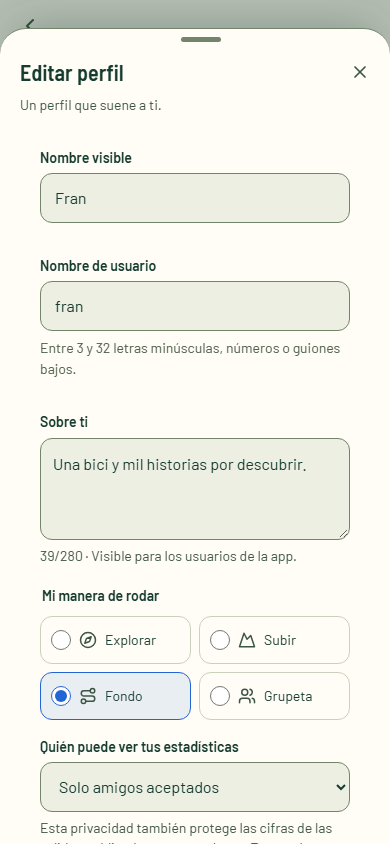 Editar perfil
Un perfil que suene a ti.
Nombre visible
Fran
Nombre de usuario
fran
Entre 3 y 32 letras minúsculas, números o guiones
bajos.
Sobre ti
Una bici y mil historias por descubrir.
39/280 · Visible para los usuarios de la app.
Mi manera de rodar
Explorar
Subir
Fondo
Grupeta
Quién puede ver tus estadísticas
Solo amigos aceptados
Esta privacidad también protege las cifras de las